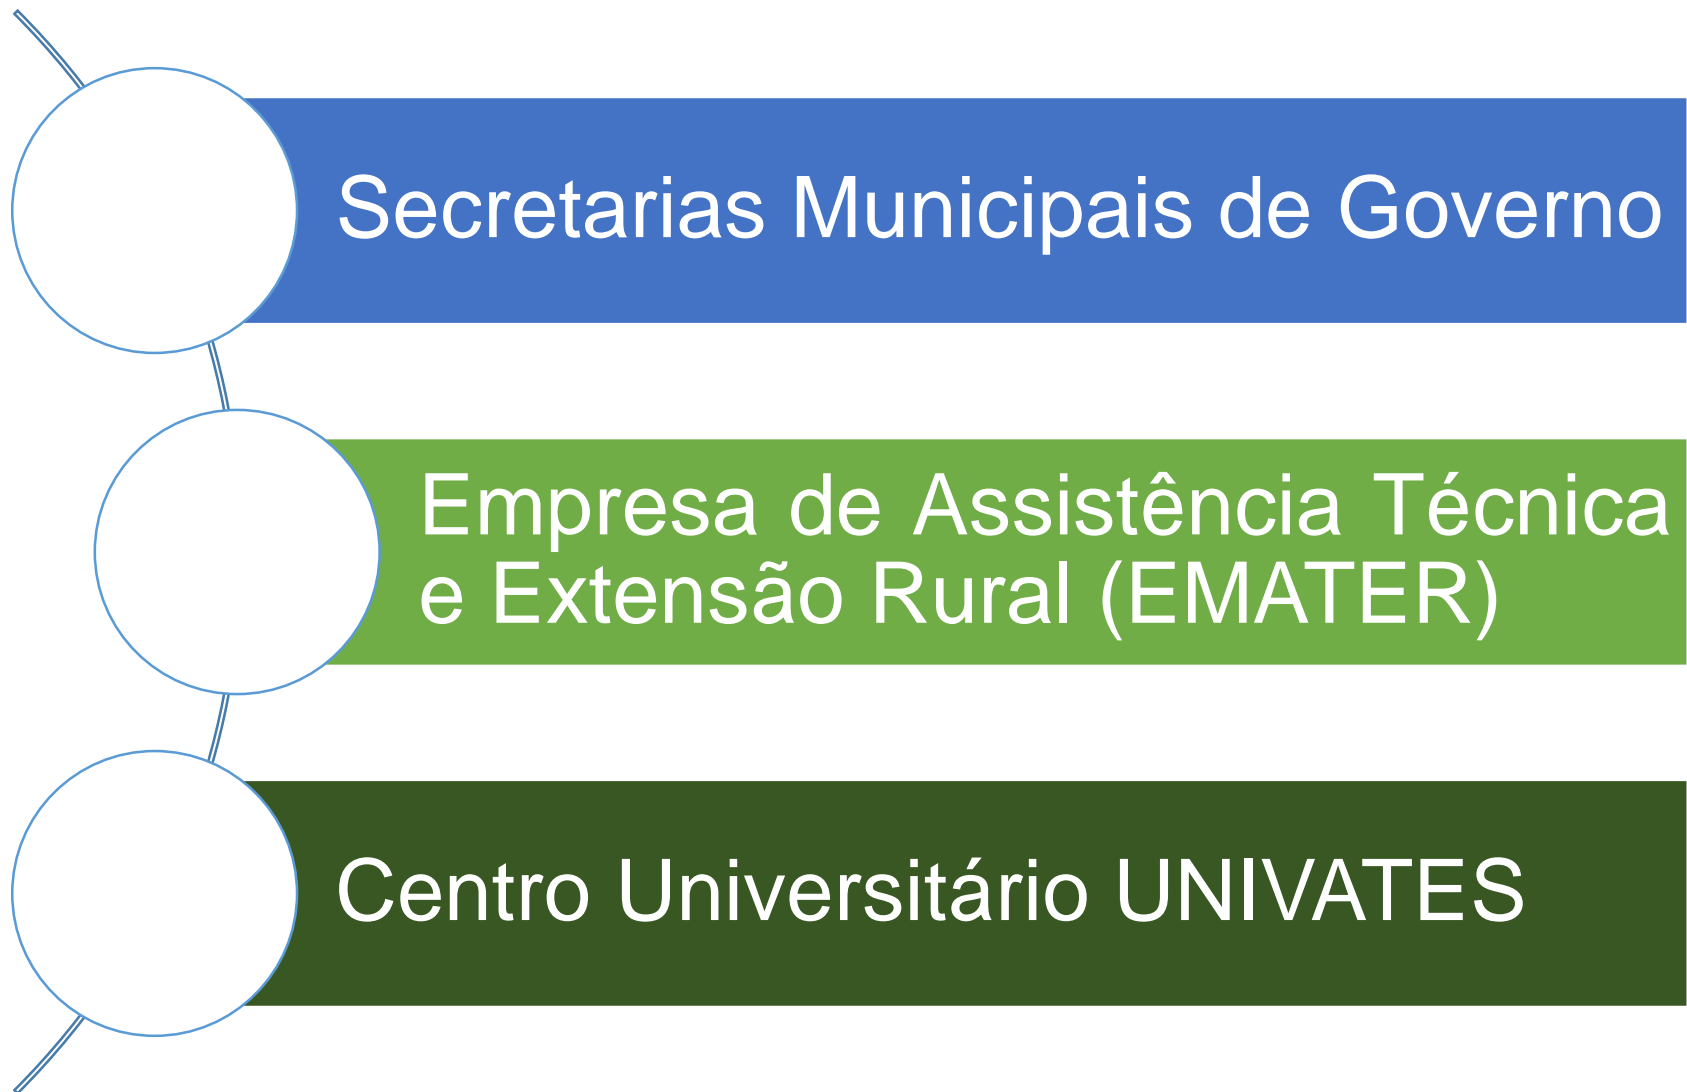 Secretarias Municipais de Governo
Empresa de Assistência Técnica
e Extensão Rural (EMATER)
Centro Universitário UNIVATES